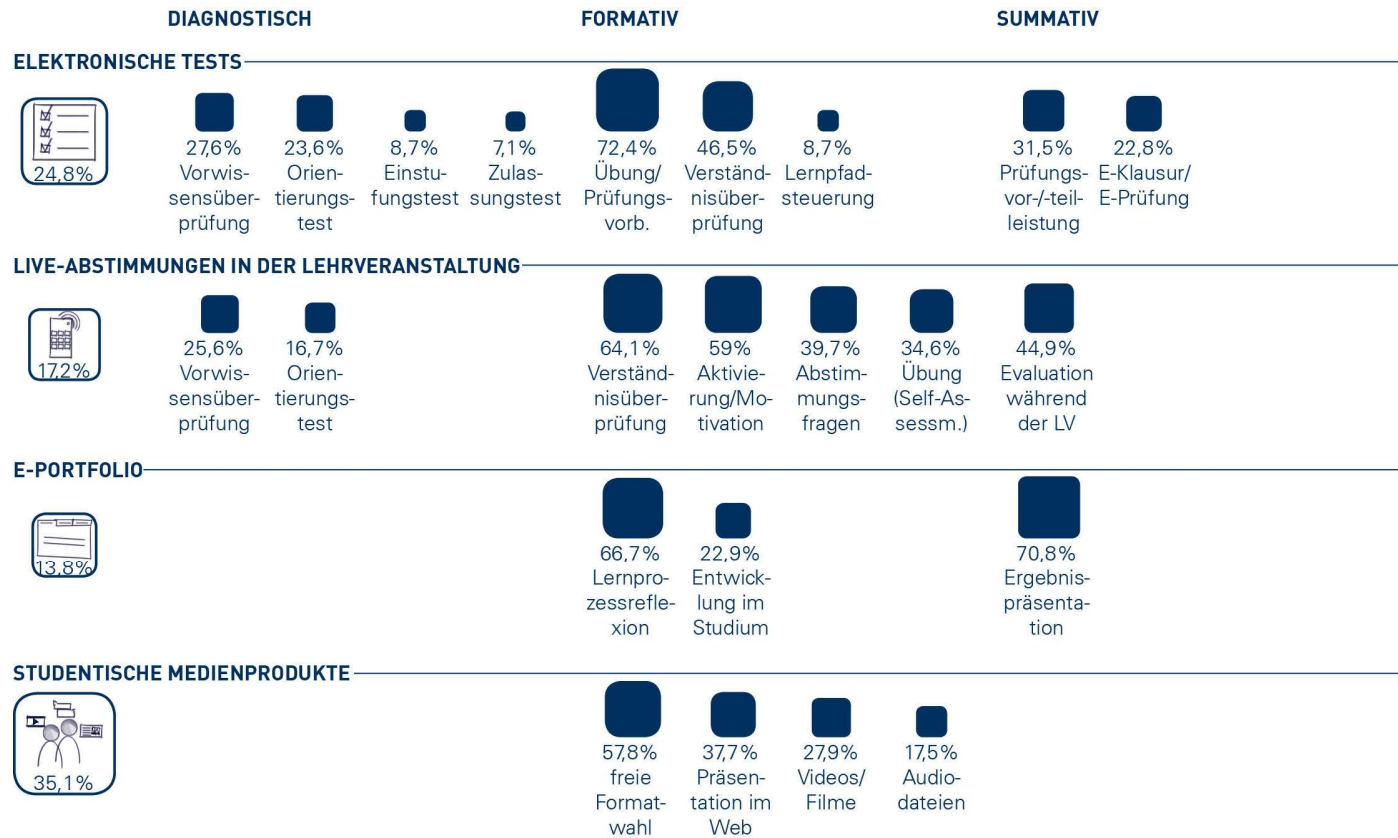 DIAGNOSTISCH FORMATIV SUMMATIV
ELEKTRONISCHE TESTS
24,8%
27,6% 23,6% 8,7% 7,1% 72,4% 46,5% 8,7% 31,5% 22,8%
Vorwis- Orien- Einstu- Zulas- Übung/ Verständ- Lernpfad- Prüfungs- E-Klausur/
sensüber- tierungs- fungstest sungstest Prüfungs- nisüber- steuerung vor-/-teil- E-Prüfung
prüfung test vorb. prüfung leistung
LIVE-ABSTIMMUNGEN IN DER LEHRVERANSTALTUNG
17,2%
25,6% 16,7% 64,1% 59% 39,7% 34,6% 44,9%
Vorwis- Orien- Verständ- Aktivie- Abstim- Übung Evaluation
sensüber- tierungs- nisüber- rung/Mo- mungs- (Self-As- während
prüfung test prüfung tivation fragen sessm.) der LV
E-PORTFOLIO
13,8%
66,7% 22,9% 70,8%
Lernpro- Entwick- Ergebnis-
zessrefle- lung im präsenta-
xion Studium tion
STUDENTISCHE MEDIENPRODUKTE
35,1%
57,8% 37,7% 27,9% 17,5%
freie Präsen- Videos/ Audio-
Format- tation im Filme dateien
wahl Web